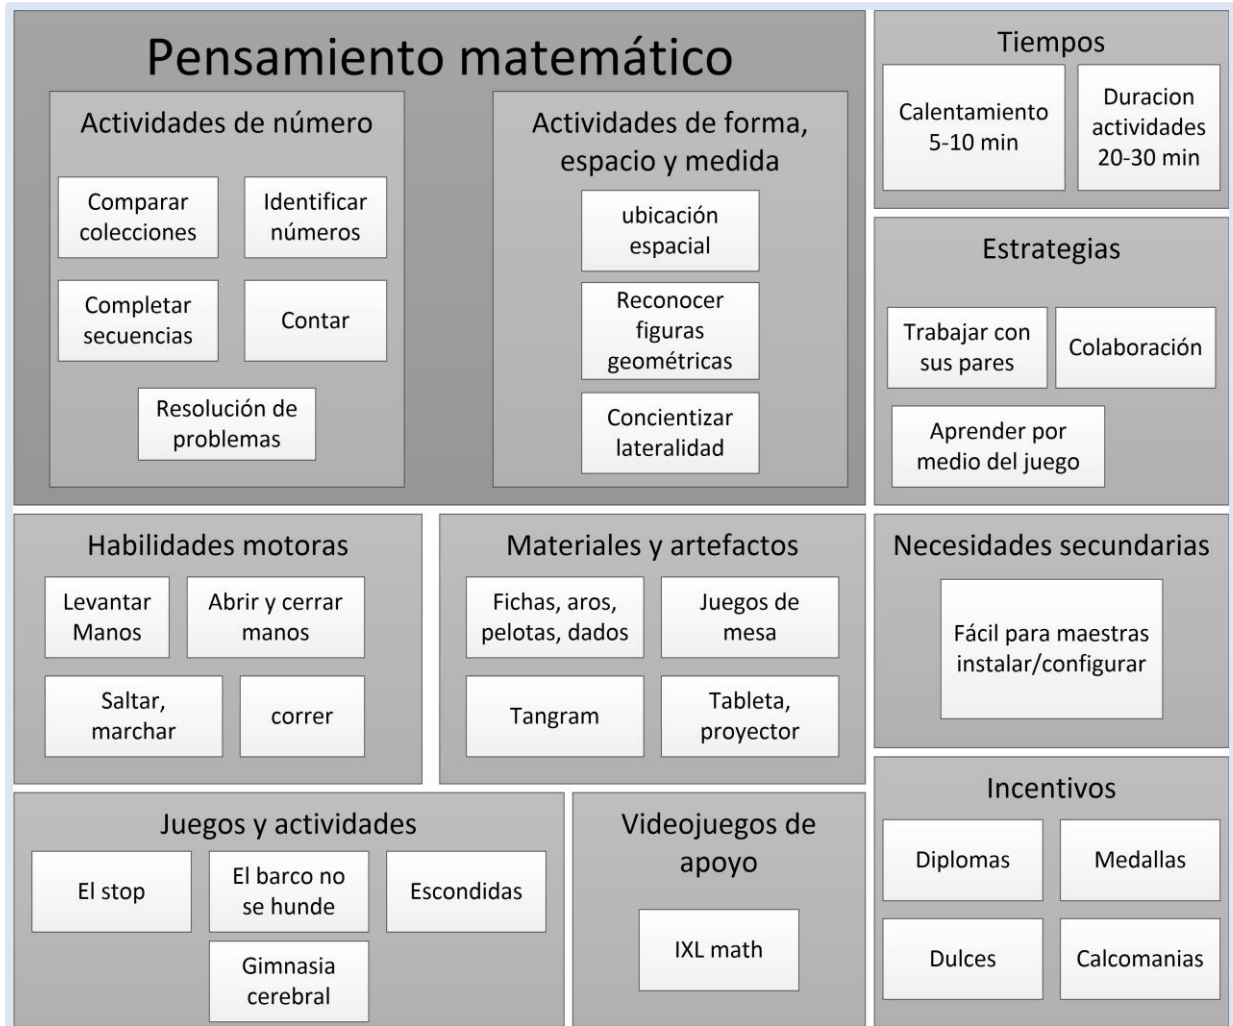 Pensamiento matemático
Actividades de número
Comparar
colecciones
Identificar
números
Completar
secuencias
Contar
Resolución de
problemas
Actividades de forma,
espacio y medida
ubicación
espacial
Reconocer
figuras
geométricas
Concientizar
lateralidad
Tiempos
Calentamiento
5-10 min
Duracion
actividades
20-30 min
Estrategias
Trabajar con
sus pares
Colaboración
Aprender por
medio del juego
Habilidades motoras
Levantar
Manos
Abrir y cerrar
manos
Saltar,
marchar
correr
Materiales y artefactos
Fichas, aros,
pelotas, dados
Juegos de
mesa
Tangram
Tableta,
proyector
Necesidades secundarias
Fácil para maestras
instalar/configurar
Juegos y actividades
El stop
El barco no
se hunde
Escondidas
Gimnasia
cerebral
Videojuegos de
apoyo
IXL math
Incentivos
Diplomas
Medallas
Dulces
Calcomanias